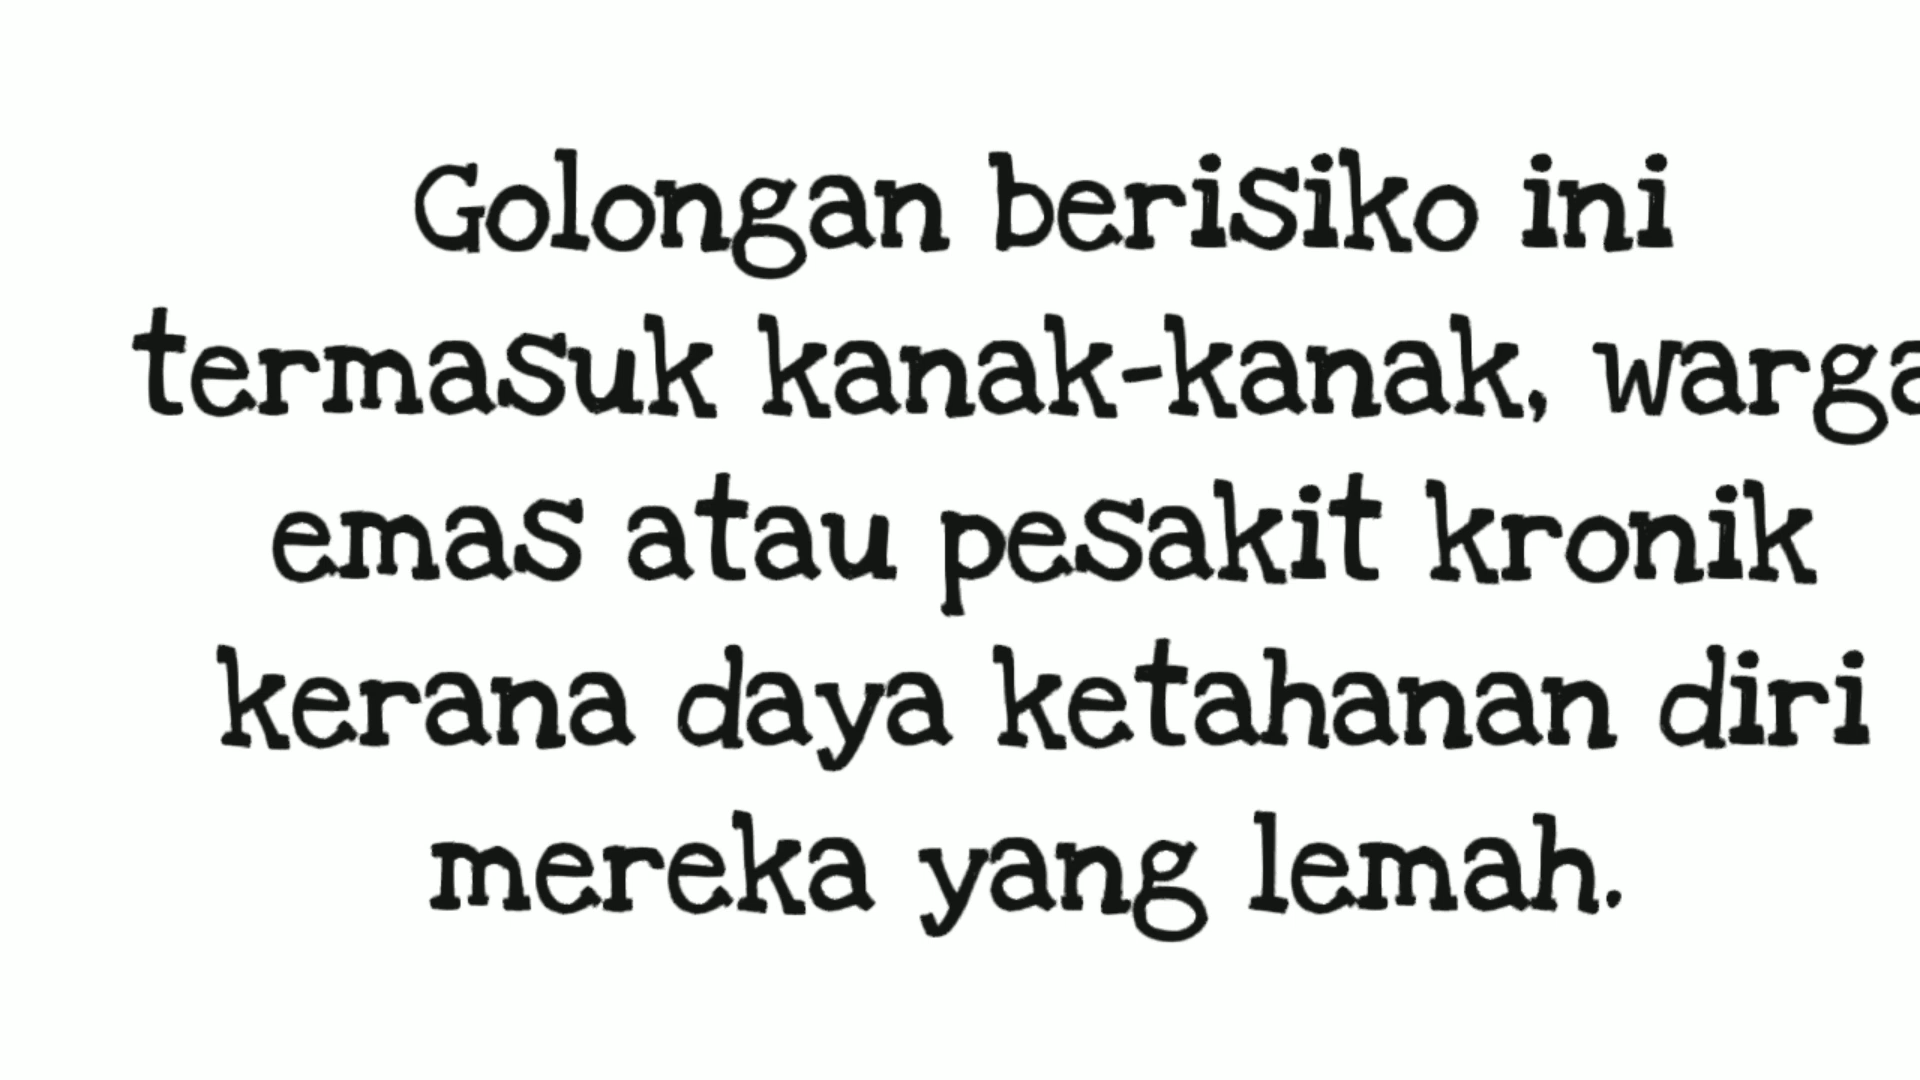 Golongan berisiko ini
termasuk kanak-kanak, warga
emas atau pesakit kronik
kerana daya ketahanan diri
mereka yang lemah.